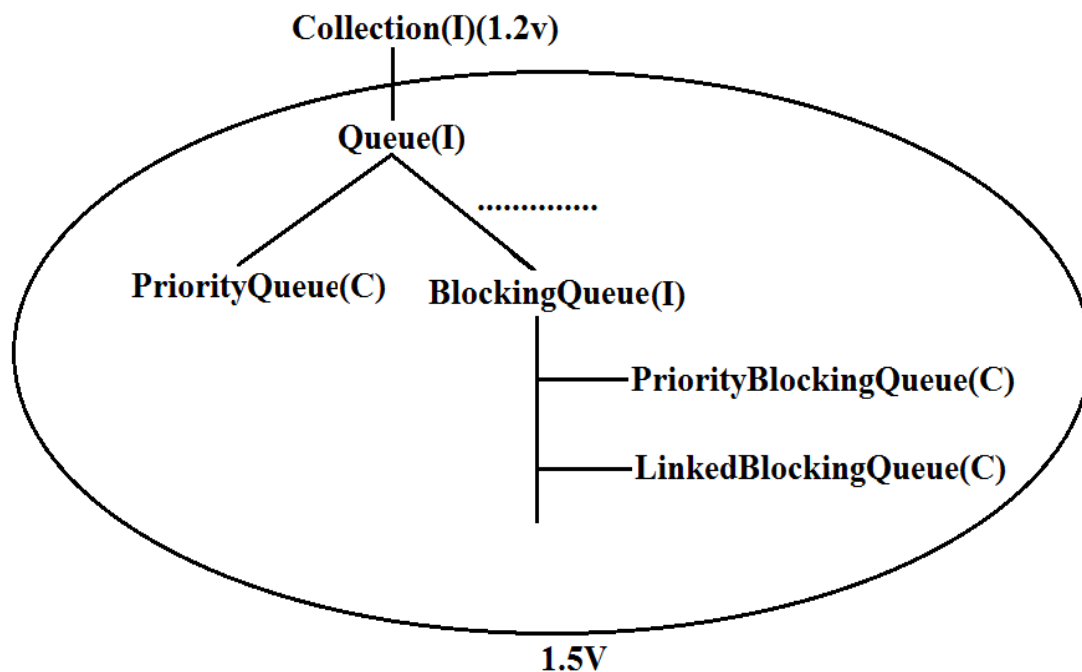 Collection(I)(1.2v)
Queue(I)
..............
PriorityQueue(C)
BlockingQueue(I)
PriorityBlockingQueue(C)
LinkedBlockingQueue(C)
1.5V